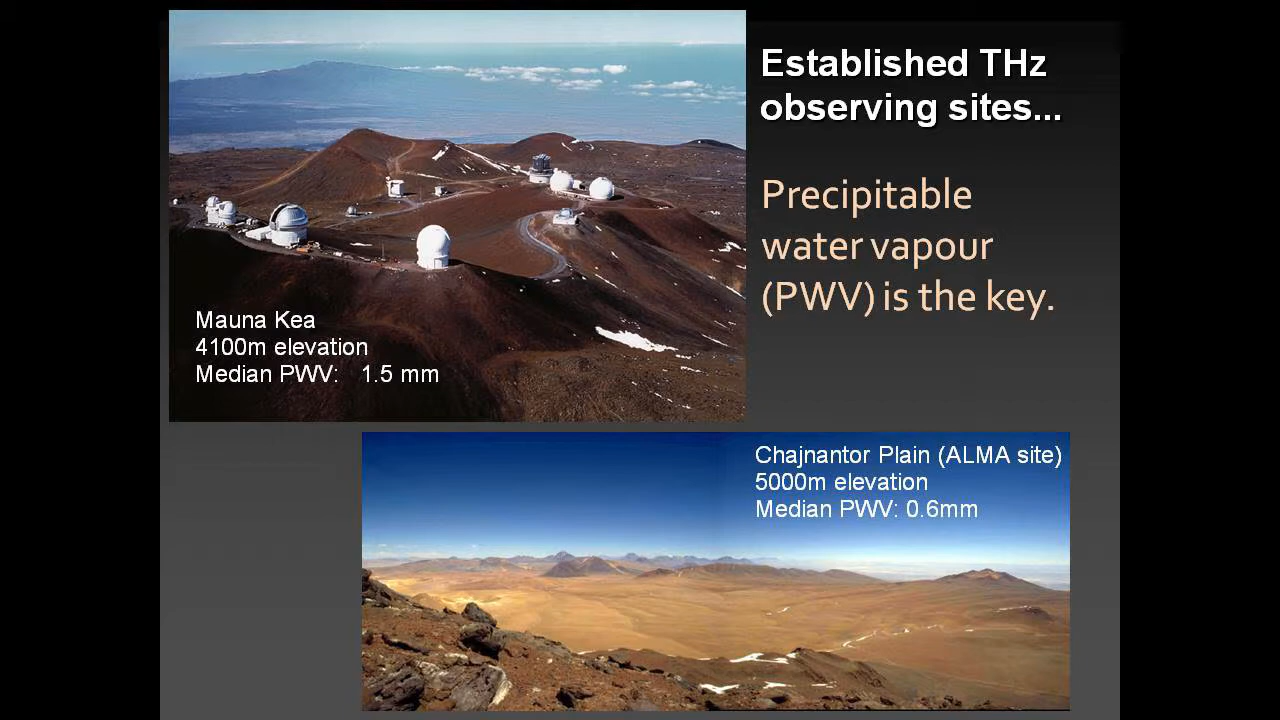 Established THz
observing sites...
Precipitable
water vapour
(PWV) is the key.
Mauna Kea
4100m elevation
Median PWV: 1.5 mm
Chajnantor Plain (ALMA site)
5000m elevation
Median PWV: 0.6mm